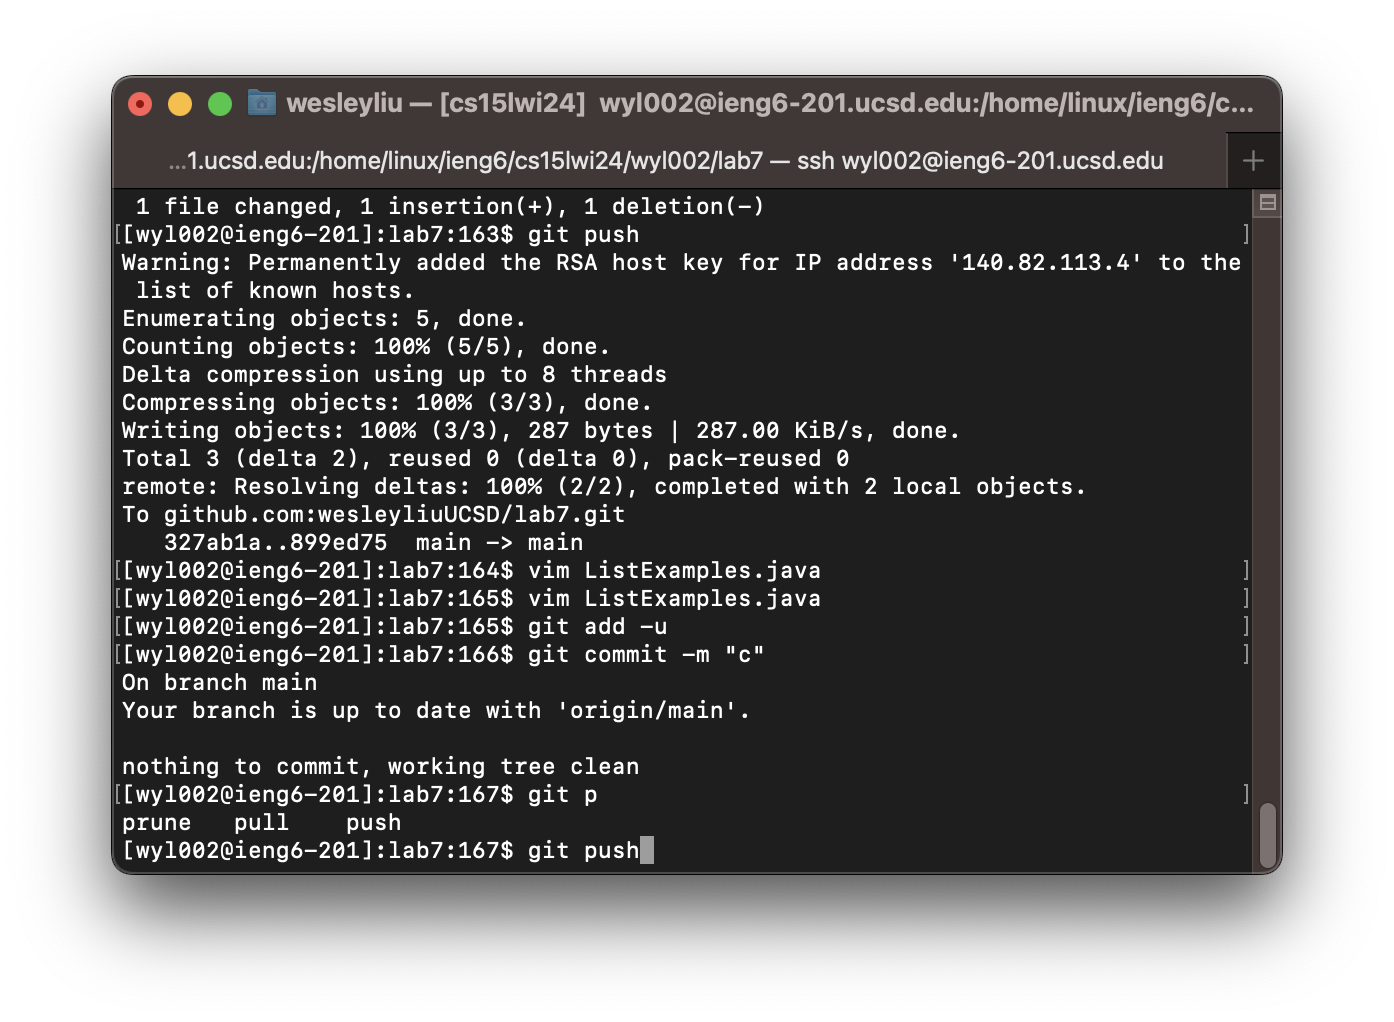 wesleyliu — [cs15lwi24] wyl002@ieng6-201.ucsd.edu:/home/linux/ieng6/c...
...1.ucsd.edu:/home/linux/ieng6/cs15lwi24/wyl002/lab7 — ssh wyl002@ieng6-201.ucsd.edu
 1 file changed, 1 insertion(+), 1 deletion(-)
[[wyl002@ieng6-201]:lab7:163$ git push ]
Warning: Permanently added the RSA host key for IP address '140.82.113.4' to the
 list of known hosts.
Enumerating objects: 5, done.
Counting objects: 100% (5/5), done.
Delta compression using up to 8 threads
Compressing objects: 100% (3/3), done.
Writing objects: 100% (3/3), 287 bytes | 287.00 KiB/s, done.
Total 3 (delta 2), reused 0 (delta 0), pack-reused 0
remote: Resolving deltas: 100% (2/2), completed with 2 local objects.
To github.com:wesleyliuUCSD/lab7.git
   327ab1a..899ed75  main -> main
[[wyl002@ieng6-201]:lab7:164$ vim ListExamples.java ]
[[wyl002@ieng6-201]:lab7:165$ vim ListExamples.java ]
[[wyl002@ieng6-201]:lab7:165$ git add -u ]
[[wyl002@ieng6-201]:lab7:166$ git commit -m "c" ]
On branch main
Your branch is up to date with 'origin/main'.
nothing to commit, working tree clean
[[wyl002@ieng6-201]:lab7:167$ git p ]
prune   pull    push
[wyl002@ieng6-201]:lab7:167$ git push